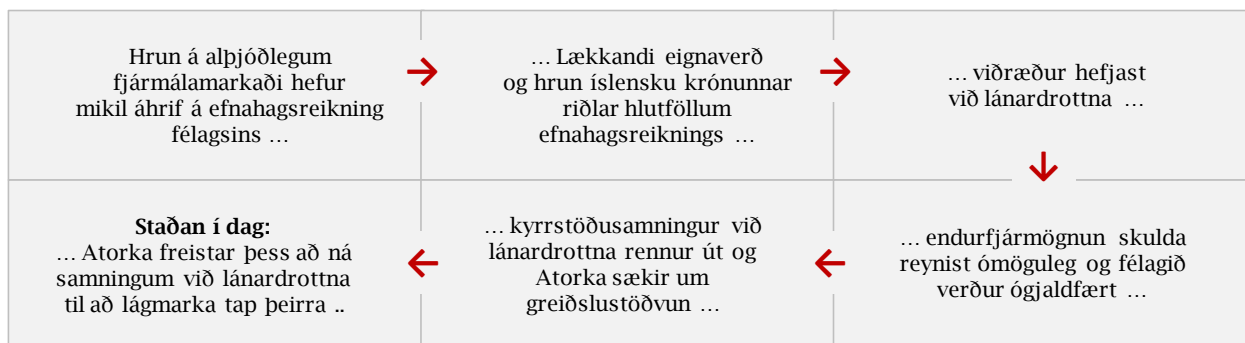 Hrun á alþjóðlegum
fjármálamarkaði hefur
mikil áhrif á efnahagsreikning
félagsins …
… Lækkandi eignaverð
og hrun íslensku krónunnar
riðlar hlutföllum
efnahagsreiknings …
… viðræður hefjast
við lánardrottna …
… endurfjármögnun skulda
reynist ómöguleg og félagið
verður ógjaldfært …
… kyrrstöðusamningur við
lánardrottna rennur út og
Atorka sækir um
greiðslustöðvun …
Staðan í dag:
… Atorka freistar þess að ná
samningum við lánardrottna
til að lágmarka tap þeirra ..